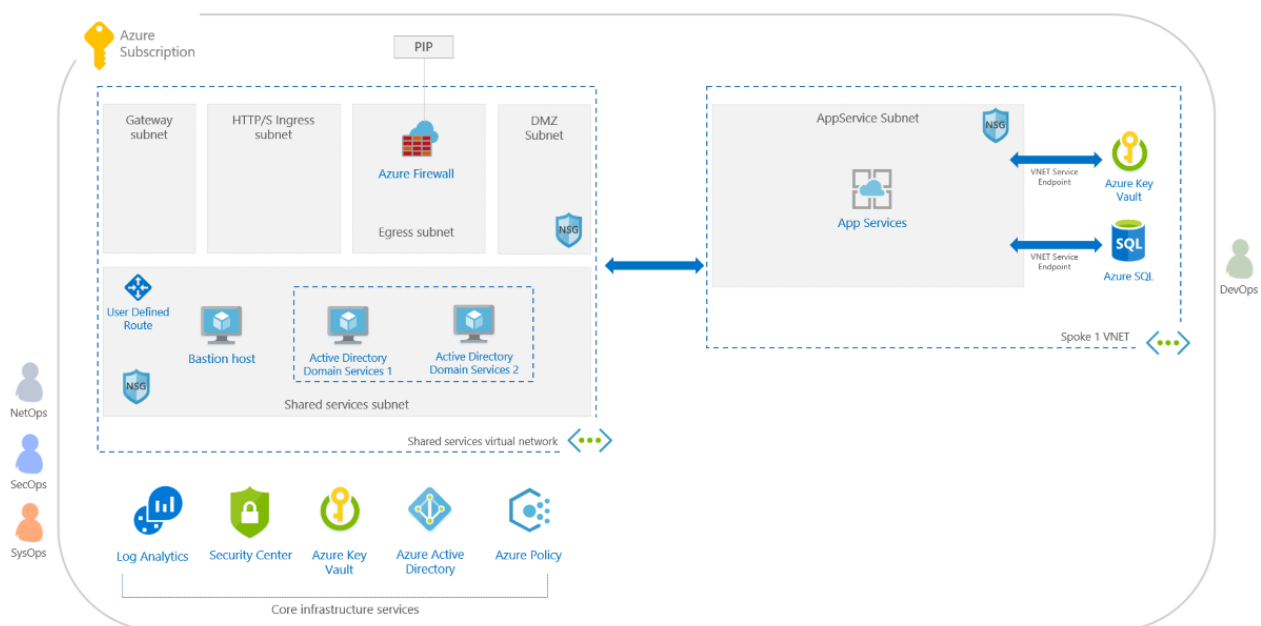 Azure
Subscription
PIP
Gateway
subnet
HTTP/S Ingress
subnet
Azure Firewall
Egress subnet
DMZ
Subnet
NSG
User Defined
Route
Bastion host
Active Directory
Domain Services 1
Active Directory
Domain Services 2
NSG
Shared services subnet
Shared services virtual network
AppService Subnet
NSG
App Services
VNET Service
Endpoint
Azure Key
Vault
VNET Service
Endpoint
SQL
Azure SQL
Spoke 1 VNET
DevOps
NetOps
SecOps
SysOps
Log Analytics
Security Center
Azure Key
Vault
Azure Active
Directory
Azure Policy
Core infrastructure services